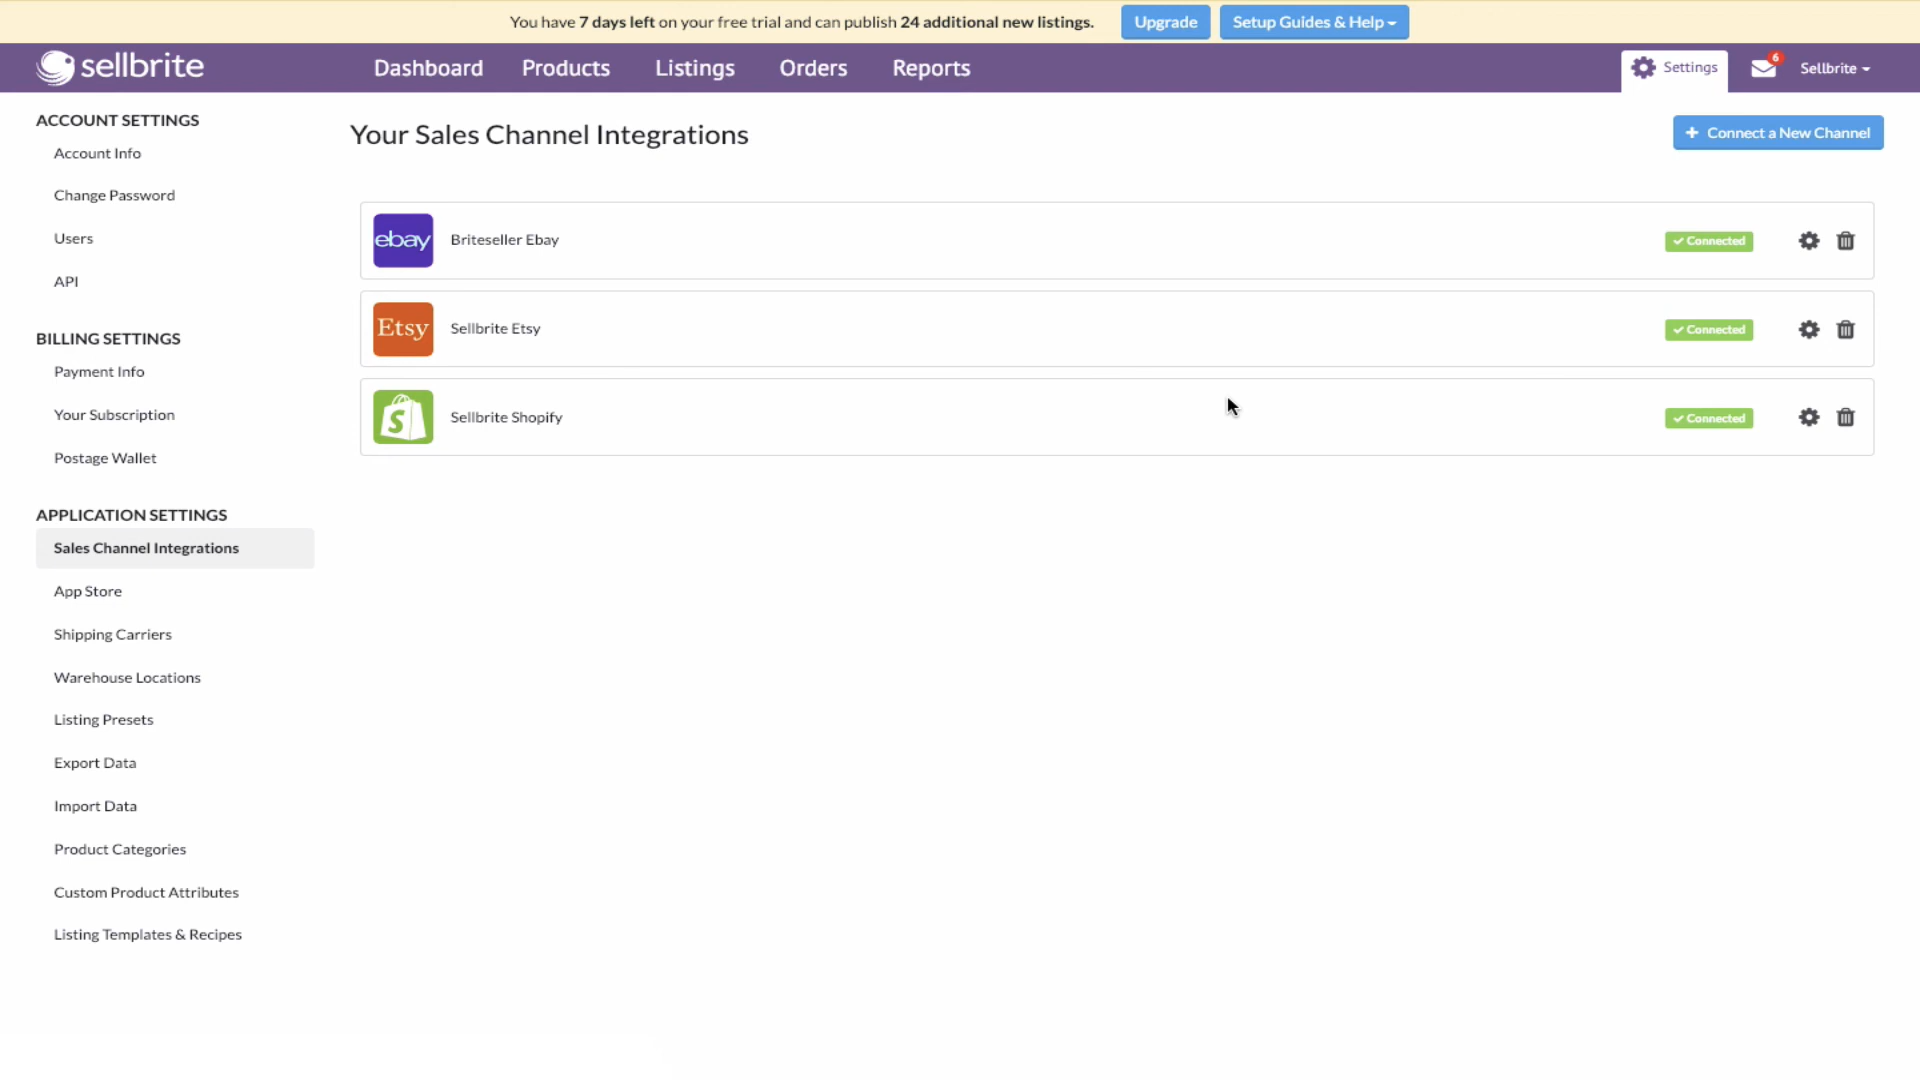 You have 7 days left on your free trial and can publish 24 additional new listings. Upgrade Setup Guides & Help
sellbrite Dashboard Products Listings Orders Reports Settings 6 Sellbrite
ACCOUNT SETTINGS
Account Info
Change Password
Users
API
BILLING SETTINGS
Payment Info
Your Subscription
Postage Wallet
APPLICATION SETTINGS
Sales Channel Integrations
App Store
Shipping Carriers
Warehouse Locations
Listing Presets
Export Data
Import Data
Product Categories
Custom Product Attributes
Listing Templates & Recipes
Your Sales Channel Integrations
+ Connect a New Channel
ebay Briteseller Ebay Connected
Etsy Sellbrite Etsy Connected
S Sellbrite Shopify Connected